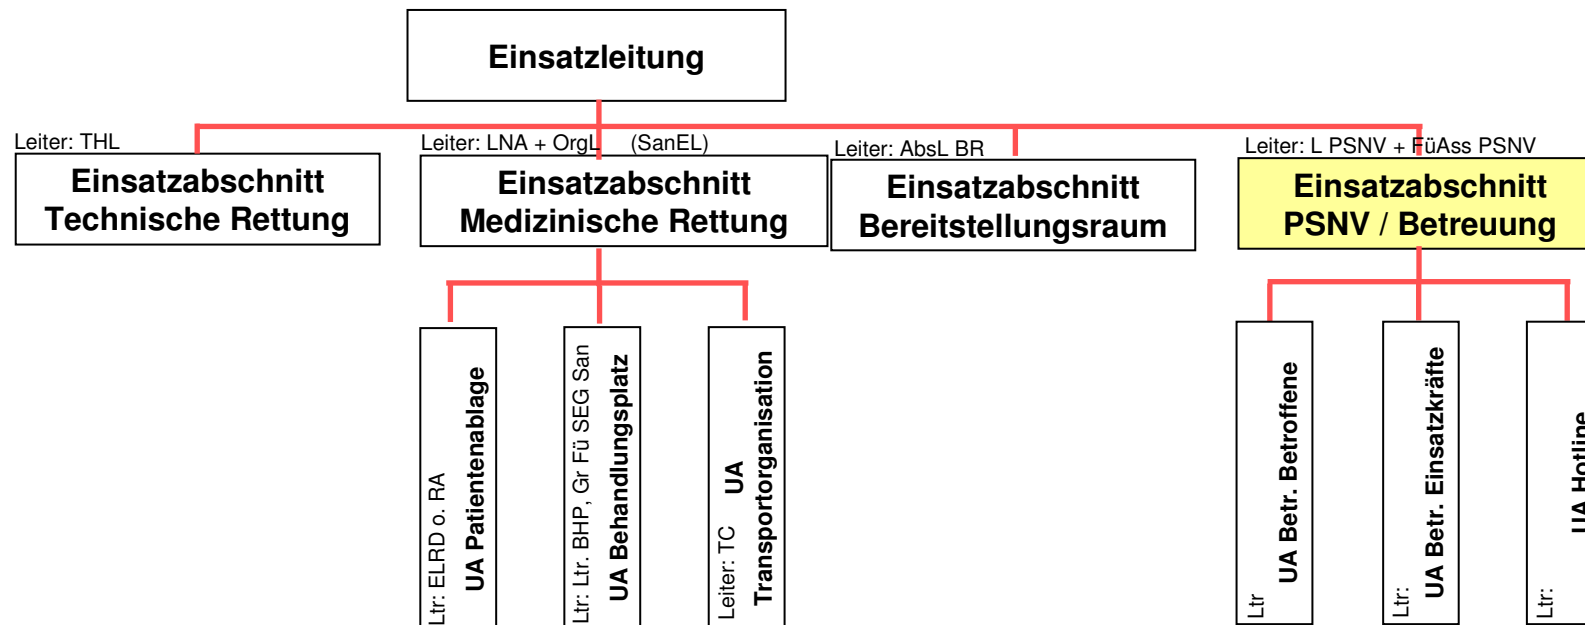 Einsatzleitung
Leiter: THL
Einsatzabschnitt
Technische Rettung
Leiter: LNA + OrgL (SanEL)
Einsatzabschnitt
Medizinische Rettung
Leiter: AbsL BR
Einsatzabschnitt
Bereitstellungsraum
Leiter: L PSNV + FüAss PSNV
Einsatzabschnitt
PSNV / Betreuung
Ltr: ELRD o. RA
UA Patientenablage
Ltr: Ltr. BHP, Gr Fü SEG San
UA Behandlungsplatz
Leiter: TC UA
Transportorganisation
Ltr
UA Betr. Betroffene
Ltr:
UA Betr. Einsatzkräfte
Ltr:
UA Hotline